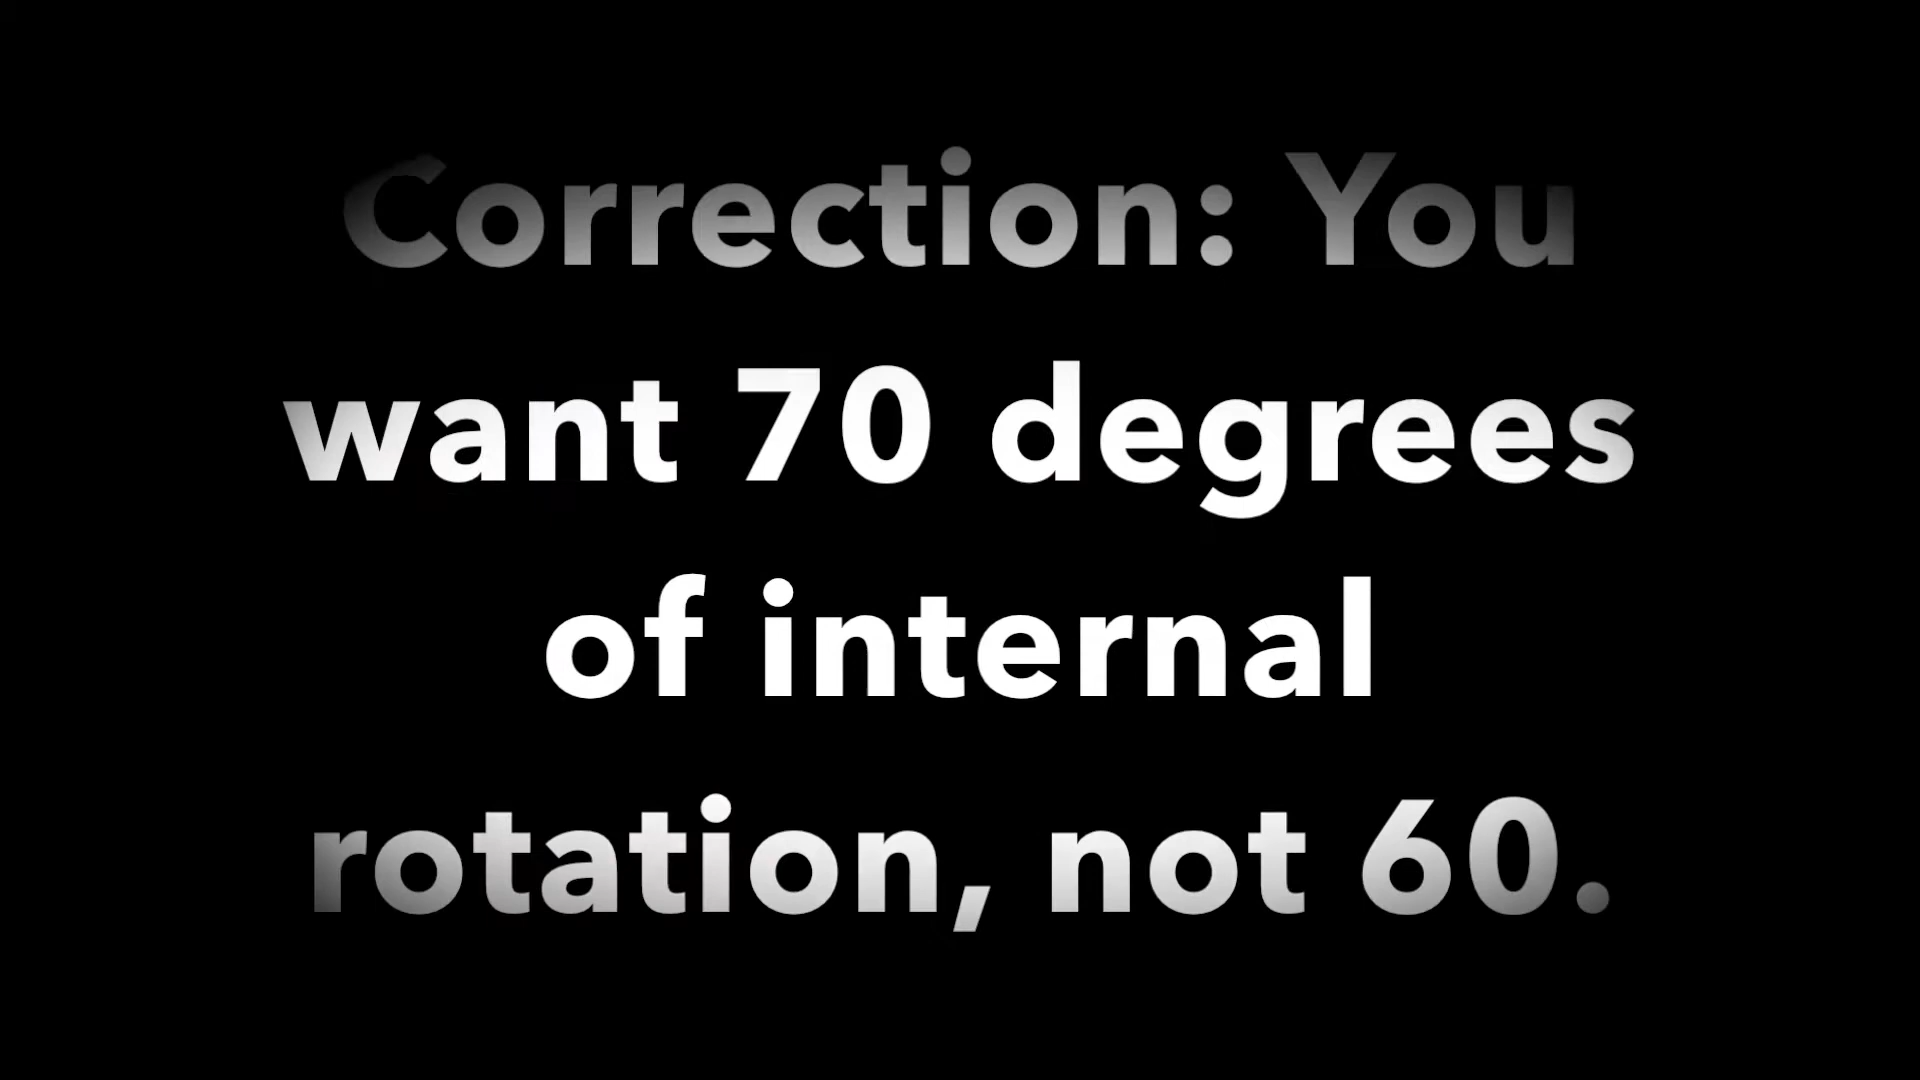 Correction: You
want 70 degrees
of internal
rotation, not 60.